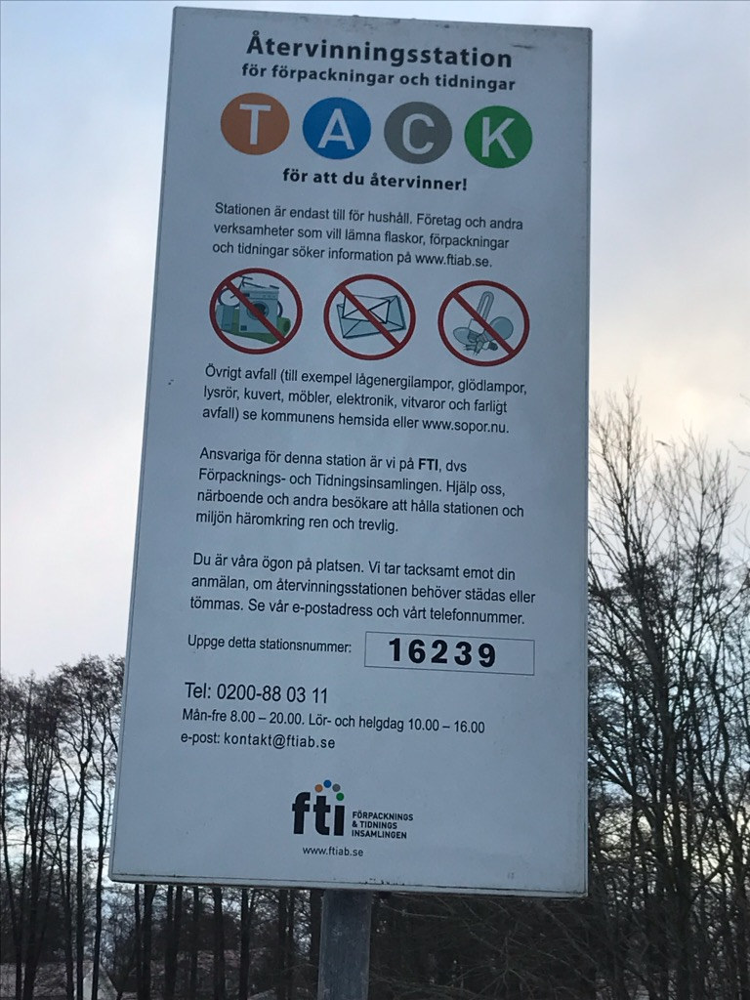 Återvinningsstation
för förpackningar och tidningar
TACK
för att du återvinner!
Stationen är endast till för hushåll. Företag och andra
verksamheter som vill lämna flaskor, förpackningar
och tidningar söker information på www.ftiab.se.
Övrigt avfall (till exempel lågenergilampor, glödlampor,
lysrör, kuvert, möbler, elektronik, vitvaror och farligt
avfall) se kommunens hemsida eller www.sopor.nu.
Ansvariga för denna station är vi på FTI, dvs
Förpacknings- och Tidningsinsamlingen. Hjälp oss,
närboende och andra besökare att hålla stationen och
miljön häromkring ren och trevlig.
Du är våra ögon på platsen. Vi tar tacksamt emot din
anmälan, om återvinningsstationen behöver städas eller
tömmas. Se vår e-postadress och vårt telefonnummer.
Uppge detta stationsnummer: 16239
Tel: 0200-88 03 11
Mån-fre 8.00 – 20.00. Lör- och helgdag 10.00 – 16.00
e-post: kontakt@ftiab.se
fti FÖRPACKNINGS
& TIDNINGS
INSAMLINGEN
www.ftiab.se